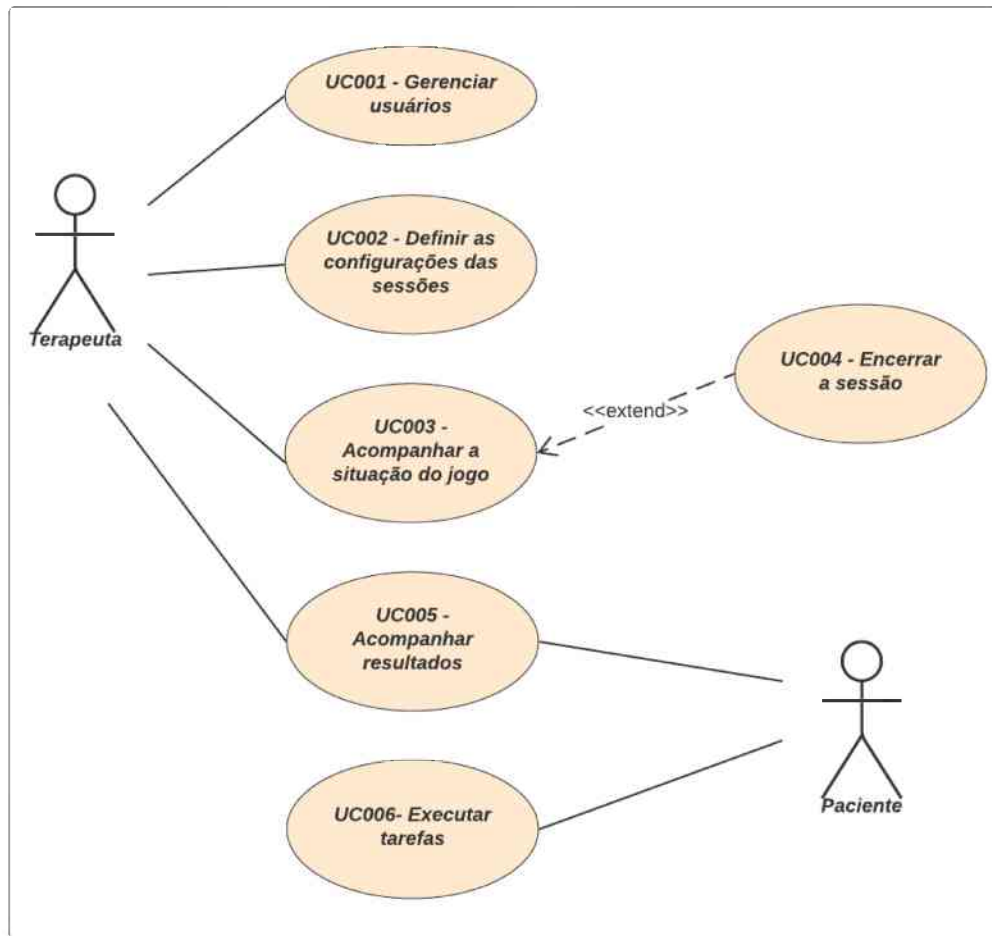 UC001 - Gerenciar
usuários
UC002 - Definir as
configurações das
sessões
Terapeuta
UC004 - Encerrar
a sessão
<<extend>>
UC003 -
Acompanhar a
situação do jogo
UC005 -
Acompanhar
resultados
Paciente
UC006- Executar
tarefas